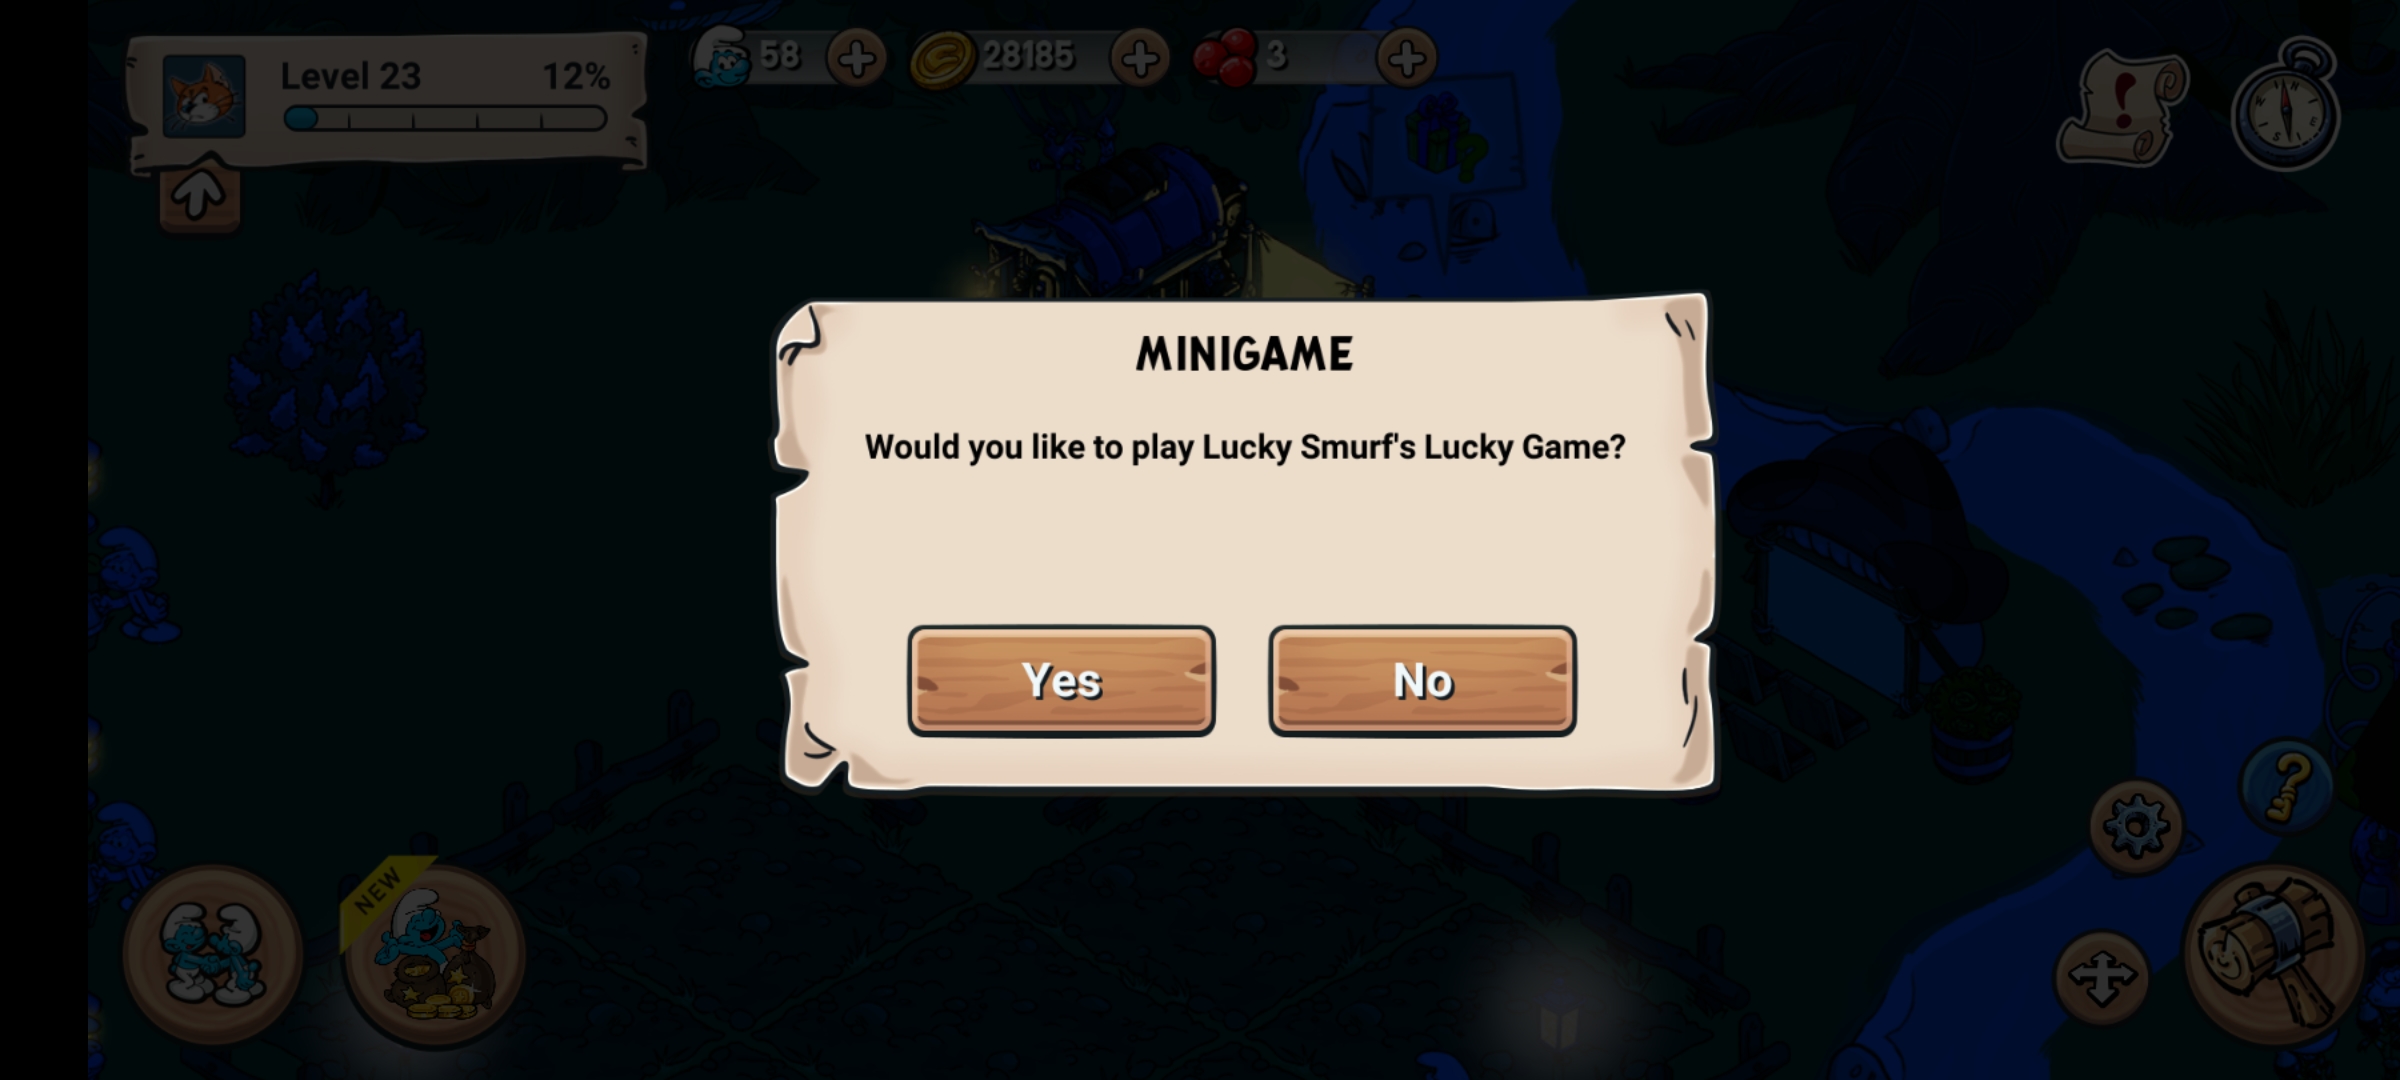 Level 23
12%
58
28185
3
MINIGAME
Would you like to play Lucky Smurf's Lucky Game?
Yes
No
NEW